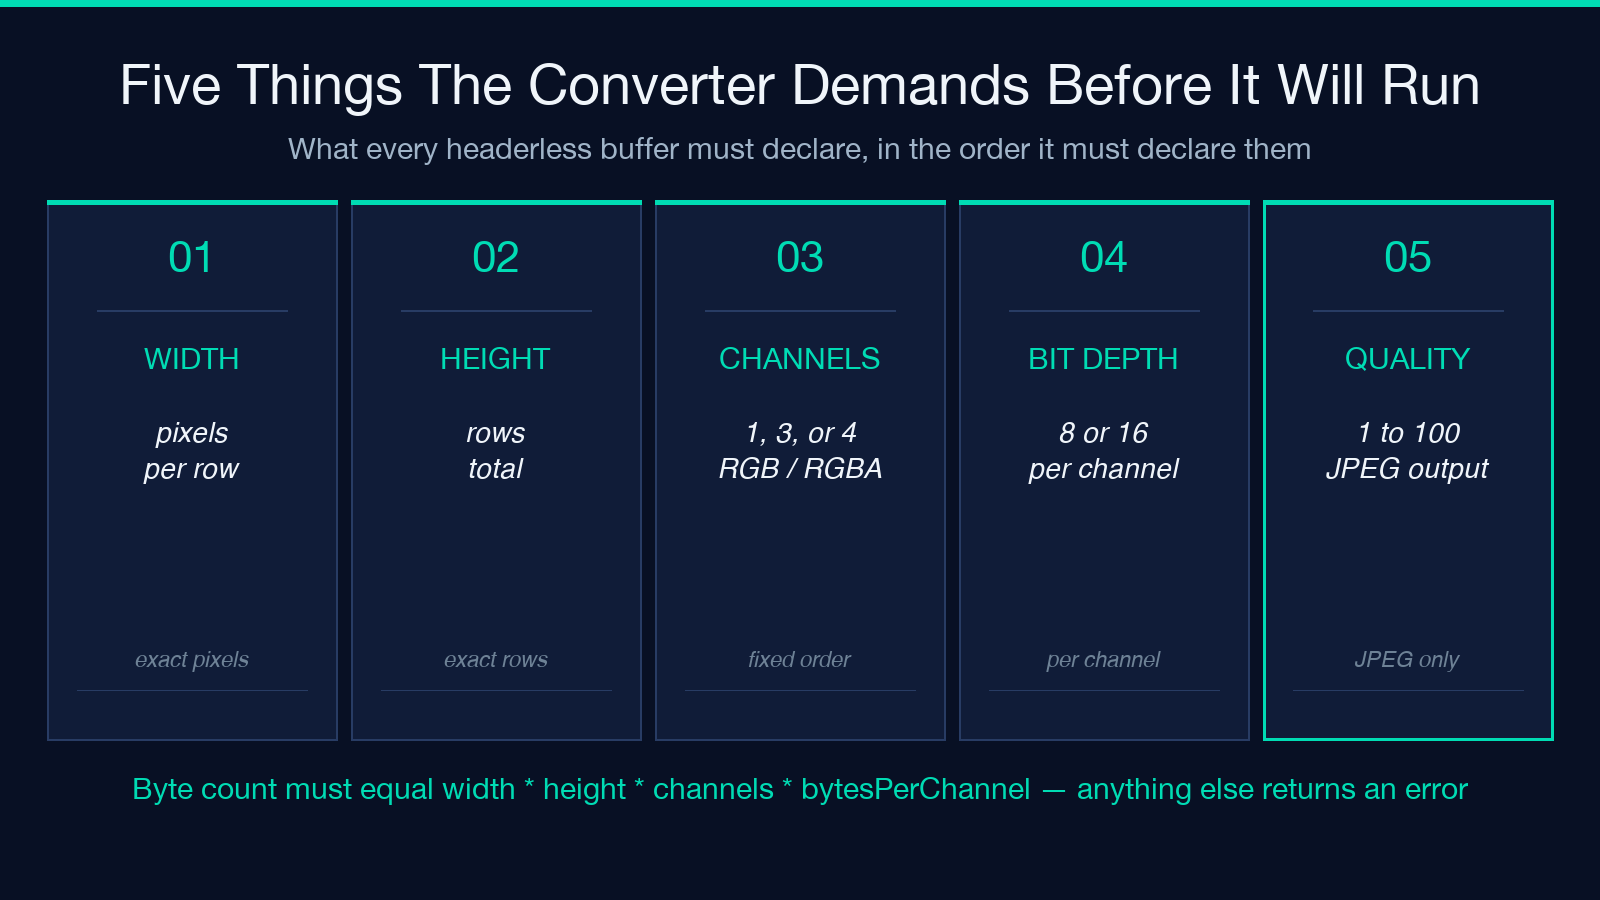 Five Things The Converter Demands Before It Will Run
What every headerless buffer must declare, in the order it must declare them
01
WIDTH
pixels
per row
exact pixels
02
HEIGHT
rows
total
exact rows
03
CHANNELS
1, 3, or 4
RGB / RGBA
fixed order
04
BIT DEPTH
8 or 16
per channel
per channel
05
QUALITY
1 to 100
JPEG output
JPEG only
Byte count must equal width * height * channels * bytesPerChannel — anything else returns an error